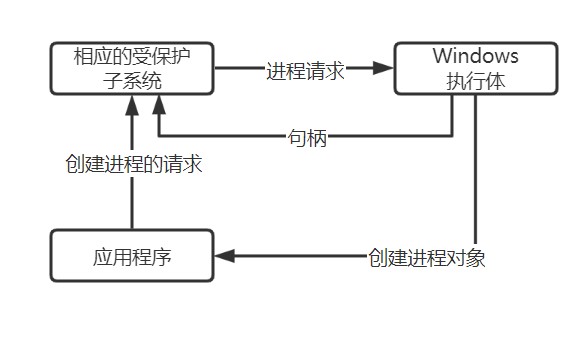 相应的受保护
子系统
进程请求
Windows
执行体
句柄
创建进程的请求
应用程序
创建进程对象